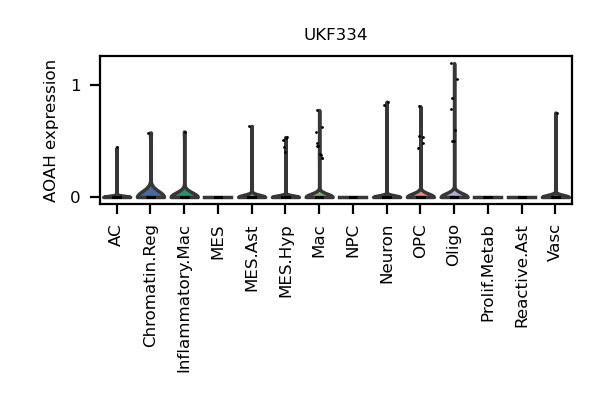 UKF334
AOAH expression
1
0
AC
Chromatin.Reg
Inflammatory.Mac
MES
MES.Ast
MES.Hyp
Mac
NPC
Neuron
OPC
Oligo
Prolif.Metab
Reactive.Ast
Vasc